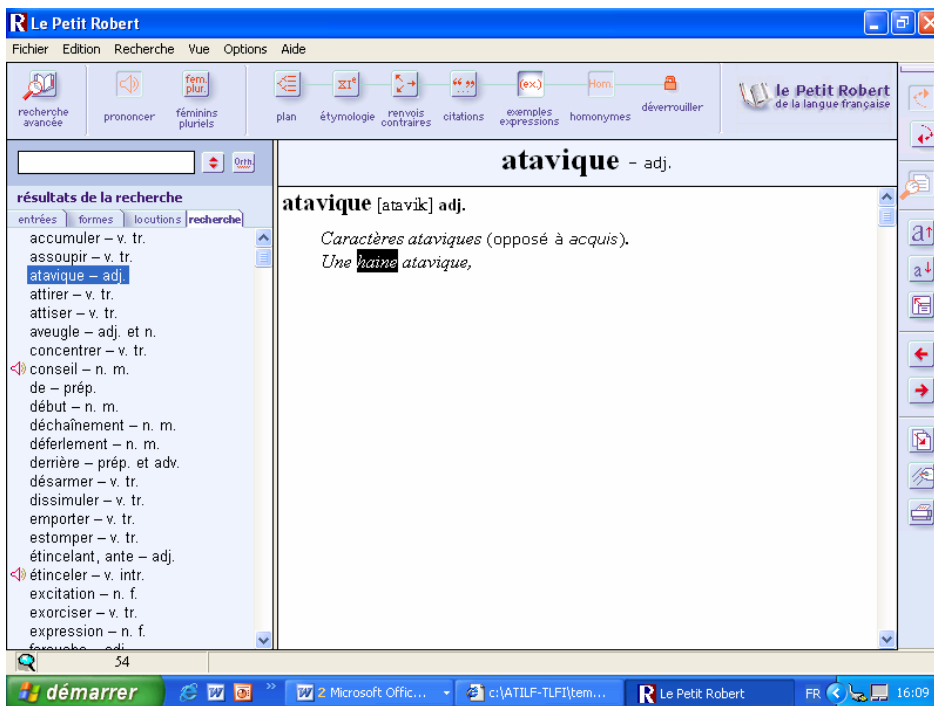 Le Petit Robert
Fichier Edition Recherche Vue Options Aide
recherche avancée
prononcer
fem. plur.
féminins pluriels
plan
XIe
étymologie
renvois contraires
citations
(ex.)
exemples expressions
Hom.
homonymes
déverrouiller
le Petit Robert
de la langue française
Orth.
atavique – adj.
résultats de la recherche
entrées formes locutions recherche
accumuler – v. tr.
assoupir – v. tr.
atavique – adj.
attirer – v. tr.
attiser – v. tr.
aveugle – adj. et n.
concentrer – v. tr.
conseil – n. m.
de – prép.
début – n. m.
déchaînement – n. m.
déferlement – n. m.
derrière – prép. et adv.
désarmer – v. tr.
dissimuler – v. tr.
emporter – v. tr.
estomper – v. tr.
étincelant, ante – adj.
étinceler – v. intr.
excitation – n. f.
exorciser – v. tr.
expression – n. f.
atavique [atavik] adj.
Caractères ataviques (opposé à acquis).
Une haine atavique,
a
a
54
démarrer
2 Microsoft Offic...
c:\ATILF-TLFI\tem...
Le Petit Robert
FR
16:09